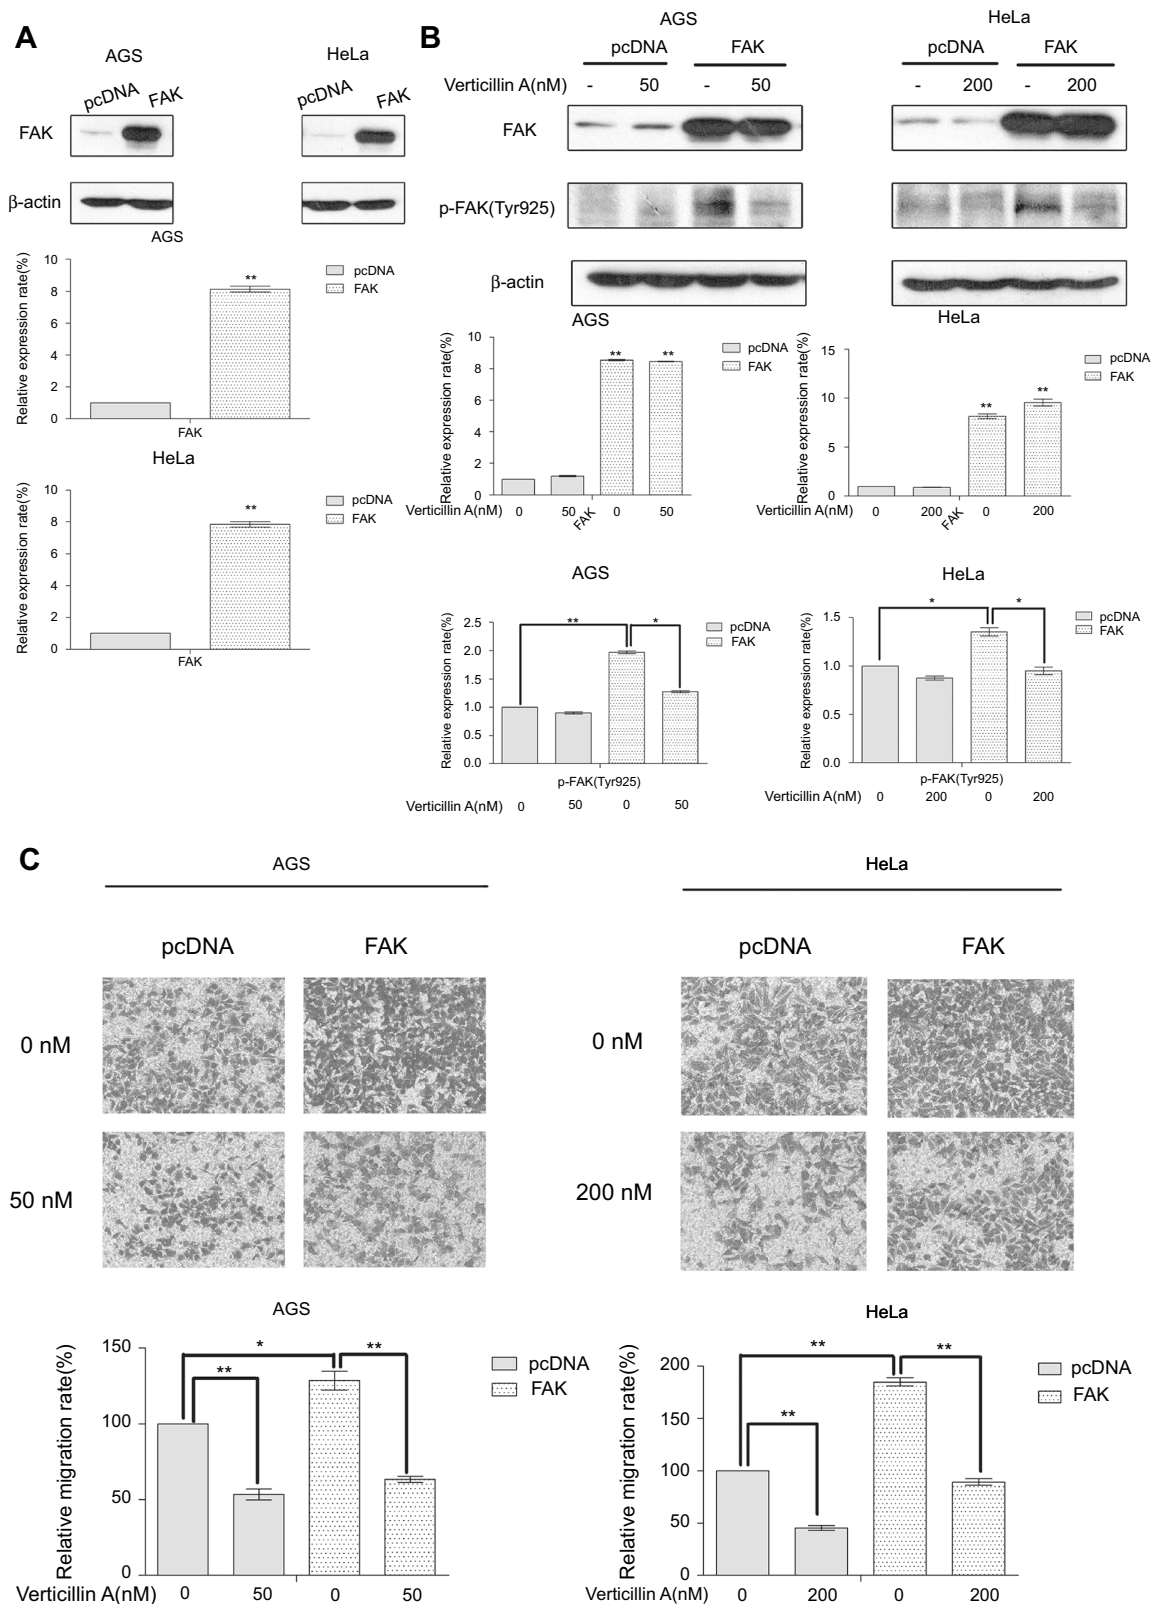 A
AGS
HeLa
pcDNA FAK
pcDNA FAK
FAK
β-actin
AGS
Relative expression rate(%)
10
8
6
4
2
0
**
FAK
pcDNA
FAK
HeLa
Relative expression rate(%)
10
8
6
4
2
0
**
FAK
pcDNA
FAK
B
AGS
HeLa
pcDNA FAK
pcDNA FAK
Verticillin A(nM) - 50 - 50
- 200 - 200
FAK
p-FAK(Tyr925)
β-actin
AGS
Relative expression rate(%)
10
8
6
4
2
0
** **
pcDNA
FAK
Verticillin A(nM) 0 50 0 50
FAK
HeLa
Relative expression rate(%)
15
10
5
0
** **
pcDNA
FAK
Verticillin A(nM) 0 200 0 200
FAK
AGS
Relative expression rate(%)
2.5
2.0
1.5
1.0
0.5
0.0
** *
pcDNA
FAK
p-FAK(Tyr925)
Verticillin A(nM) 0 50 0 50
HeLa
Relative expression rate(%)
1.5
1.0
0.5
0.0
* *
pcDNA
FAK
p-FAK(Tyr925)
Verticillin A(nM) 0 200 0 200
C
AGS
HeLa
pcDNA FAK
pcDNA FAK
0 nM
0 nM
50 nM
200 nM
AGS
Relative migration rate(%)
150
100
50
0
* **
**
pcDNA
FAK
Verticillin A(nM) 0 50 0 50
HeLa
Relative migration rate(%)
200
150
100
50
0
** **
**
pcDNA
FAK
Verticillin A(nM) 0 200 0 200